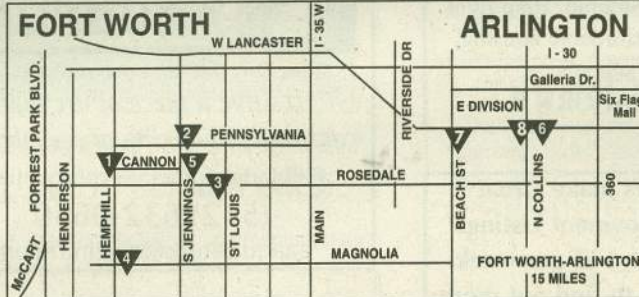 FORT WORTH
ARLINGTON
I - 35 W
W LANCASTER
I - 30
Galleria Dr.
E DIVISION
Six Flag
Mall
FORREST PARK BLVD.
RIVERSIDE DR
2
PENNSYLVANIA
7
8
6
1
CANNON
5
3
ROSEDALE
HENDERSON
HEMPHILL
S JENNINGS
ST LOUIS
MAIN
BEACH ST
N COLLINS
360
4
MAGNOLIA
McCART
FORT WORTH-ARLINGTON
15 MILES